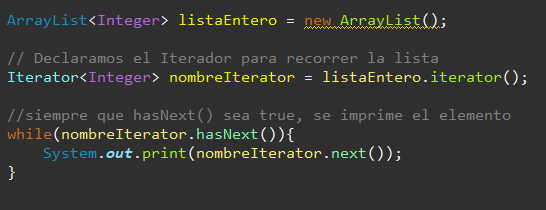 ArrayList<Integer> listaEntero = new ArrayList();
// Declaramos el Iterador para recorrer la lista
Iterator<Integer> nombreIterator = listaEntero.iterator();
//siempre que hasNext() sea true, se imprime el elemento
while(nombreIterator.hasNext()){
    System.out.print(nombreIterator.next());
}